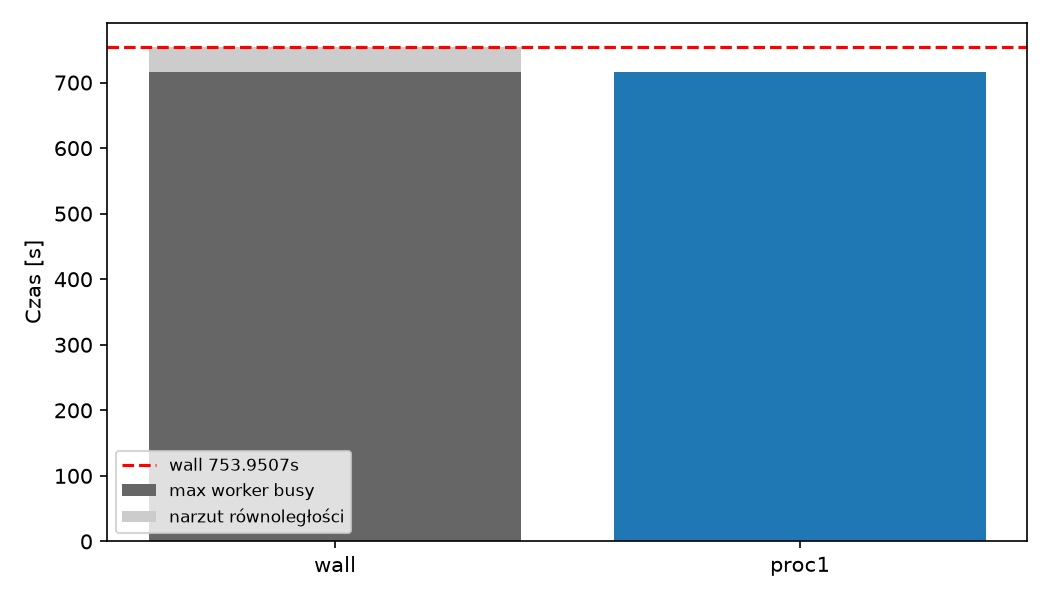 Czas [s]
700
600
500
400
300
200
100
0
wall 753.9507s
max worker busy
narzut równoległości
wall
proc1